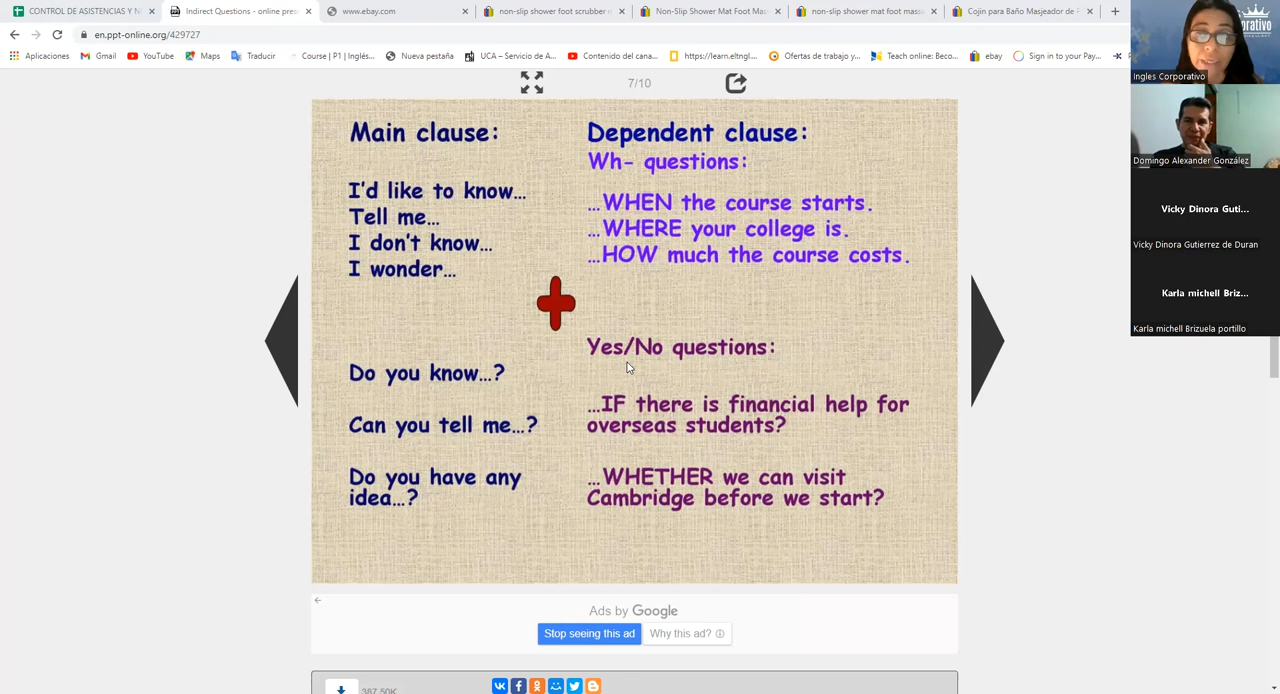 CONTROL DE ASISTENCIAS Y N
Indirect Questions - online pres
www.ebay.com
non-slip shower foot scrubber m
Non-Slip Shower Mat Foot Mas
non-slip shower mat foot massa
Cojin para Baño Masjeador de P
en.ppt-online.org/429727
Aplicaciones
Gmail
YouTube
Maps
Traducir
Course | P1 | Inglés...
Nueva pestaña
UCA – Servicio de A...
Contenido del cana...
https://learn.eltngl...
Ofertas de trabajo y...
Teach online: Beco...
ebay
Sign in to your Pay...
7/10
Main clause:
I'd like to know...
Tell me...
I don't know...
I wonder...
Do you know...?
Can you tell me...?
Do you have any
idea...?
Dependent clause:
Wh- questions:
...WHEN the course starts.
...WHERE your college is.
...HOW much the course costs.
Yes/No questions:
...IF there is financial help for
overseas students?
...WHETHER we can visit
Cambridge before we start?
Ads by Google
Stop seeing this ad
Why this ad?
387.50K
orporativo
Ingles Corporativo
Domingo Alexander González
Vicky Dinora Guti...
Vicky Dinora Gutierrez de Duran
Karla michell Briz...
Karla michell Brizuela portillo